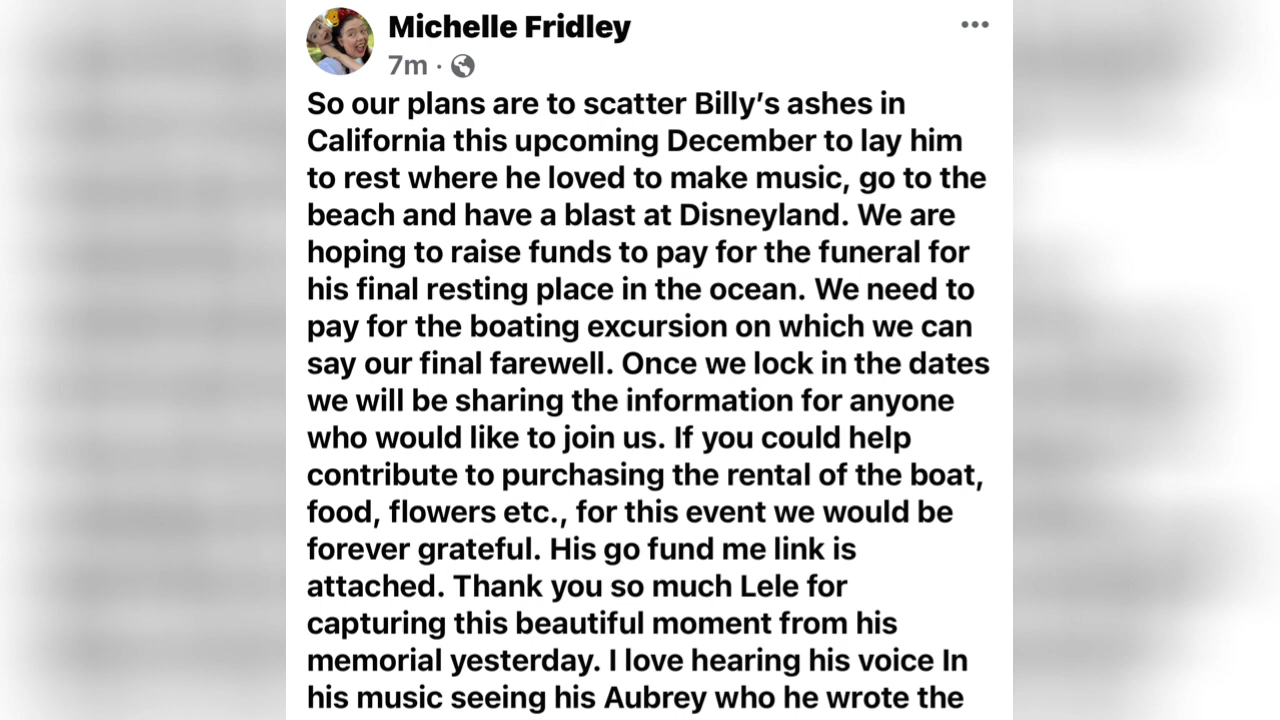 Michelle Fridley
7m ·
So our plans are to scatter Billy’s ashes in
California this upcoming December to lay him
to rest where he loved to make music, go to the
beach and have a blast at Disneyland. We are
hoping to raise funds to pay for the funeral for
his final resting place in the ocean. We need to
pay for the boating excursion on which we can
say our final farewell. Once we lock in the dates
we will be sharing the information for anyone
who would like to join us. If you could help
contribute to purchasing the rental of the boat,
food, flowers etc., for this event we would be
forever grateful. His go fund me link is
attached. Thank you so much Lele for
capturing this beautiful moment from his
memorial yesterday. I love hearing his voice In
his music seeing his Aubrey who he wrote the